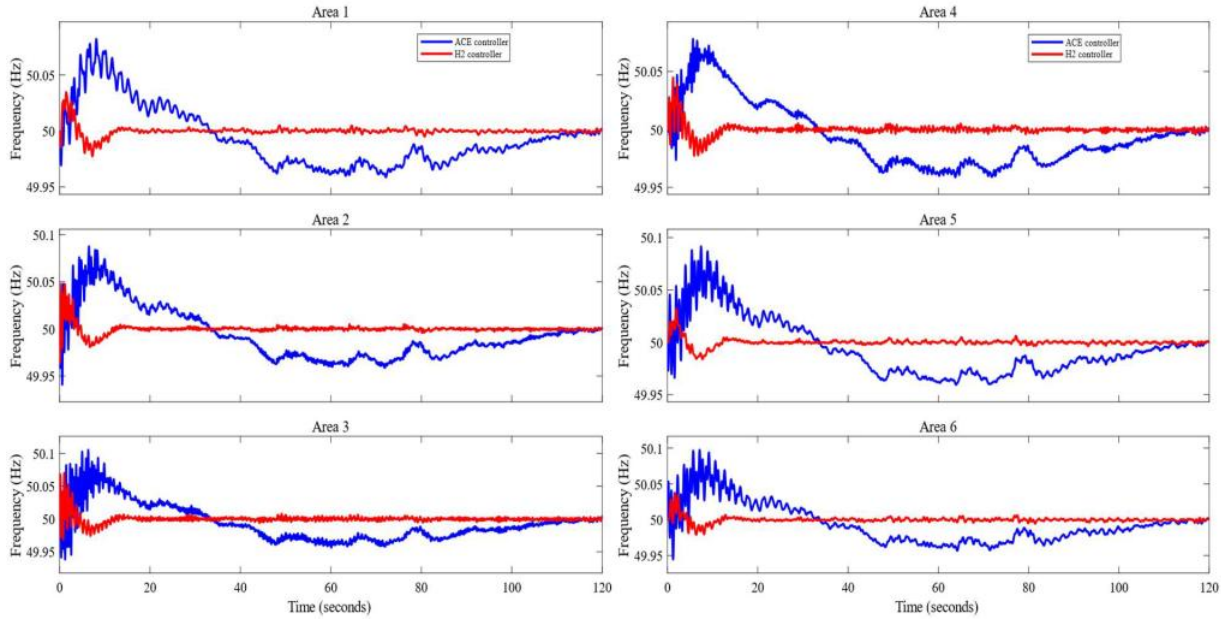 Area 1
ACE controller
H2 controller
50.05
50
49.95
Frequency (Hz)
Area 2
50.1
50.05
50
49.95
Frequency (Hz)
Area 3
50.1
50.05
50
49.95
Frequency (Hz)
0 20 40 60 80 100 120
Time (seconds)
Area 4
ACE controller
H2 controller
50.05
50
49.95
Frequency (Hz)
Area 5
50.1
50.05
50
49.95
Frequency (Hz)
Area 6
50.1
50.05
50
49.95
Frequency (Hz)
0 20 40 60 80 100 120
Time (seconds)